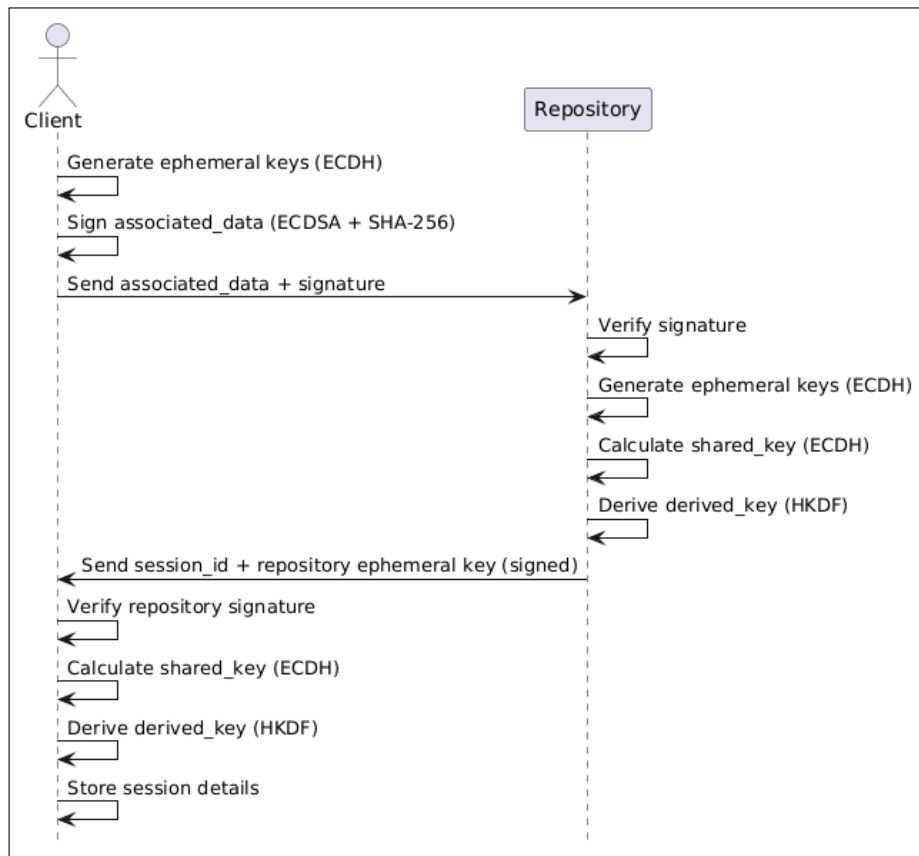 Client
Repository
Generate ephemeral keys (ECDH)
Sign associated_data (ECDSA + SHA-256)
Send associated_data + signature
Verify signature
Generate ephemeral keys (ECDH)
Calculate shared_key (ECDH)
Derive derived_key (HKDF)
Send session_id + repository ephemeral key (signed)
Verify repository signature
Calculate shared_key (ECDH)
Derive derived_key (HKDF)
Store session details